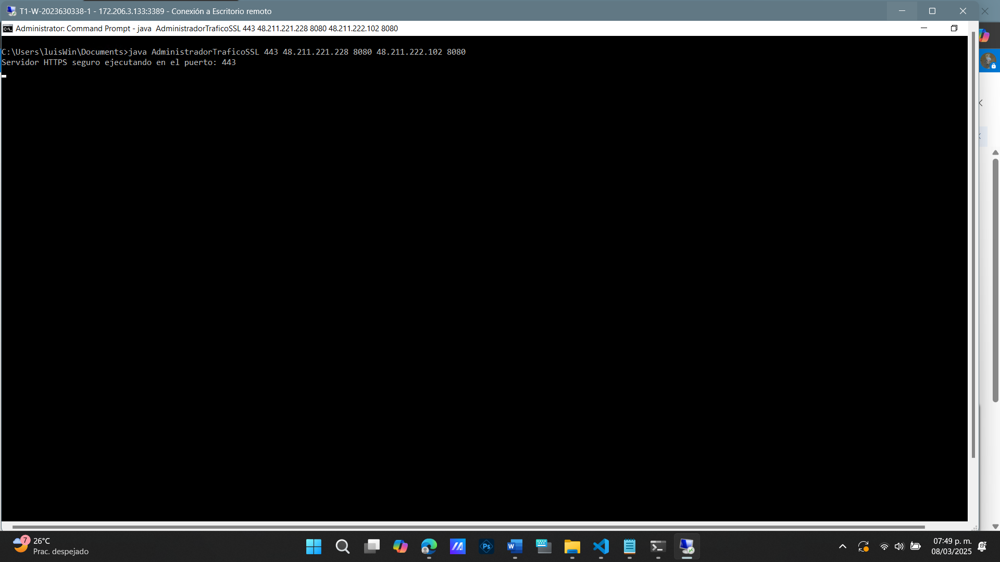 T1-W-2023630338-1 - 172.206.3.133:3389 - Conexión a Escritorio remoto
Administrator: Command Prompt - java  AdministradorTraficoSSL 443 48.211.221.228 8080 48.211.222.102 8080
C:\Users\luisWin\Documents>java AdministradorTraficoSSL 443 48.211.221.228 8080 48.211.222.102 8080
Servidor HTTPS seguro ejecutando en el puerto: 443
7
26°C
Prac. despejado
Ps
W
07:49 p. m.
08/03/2025